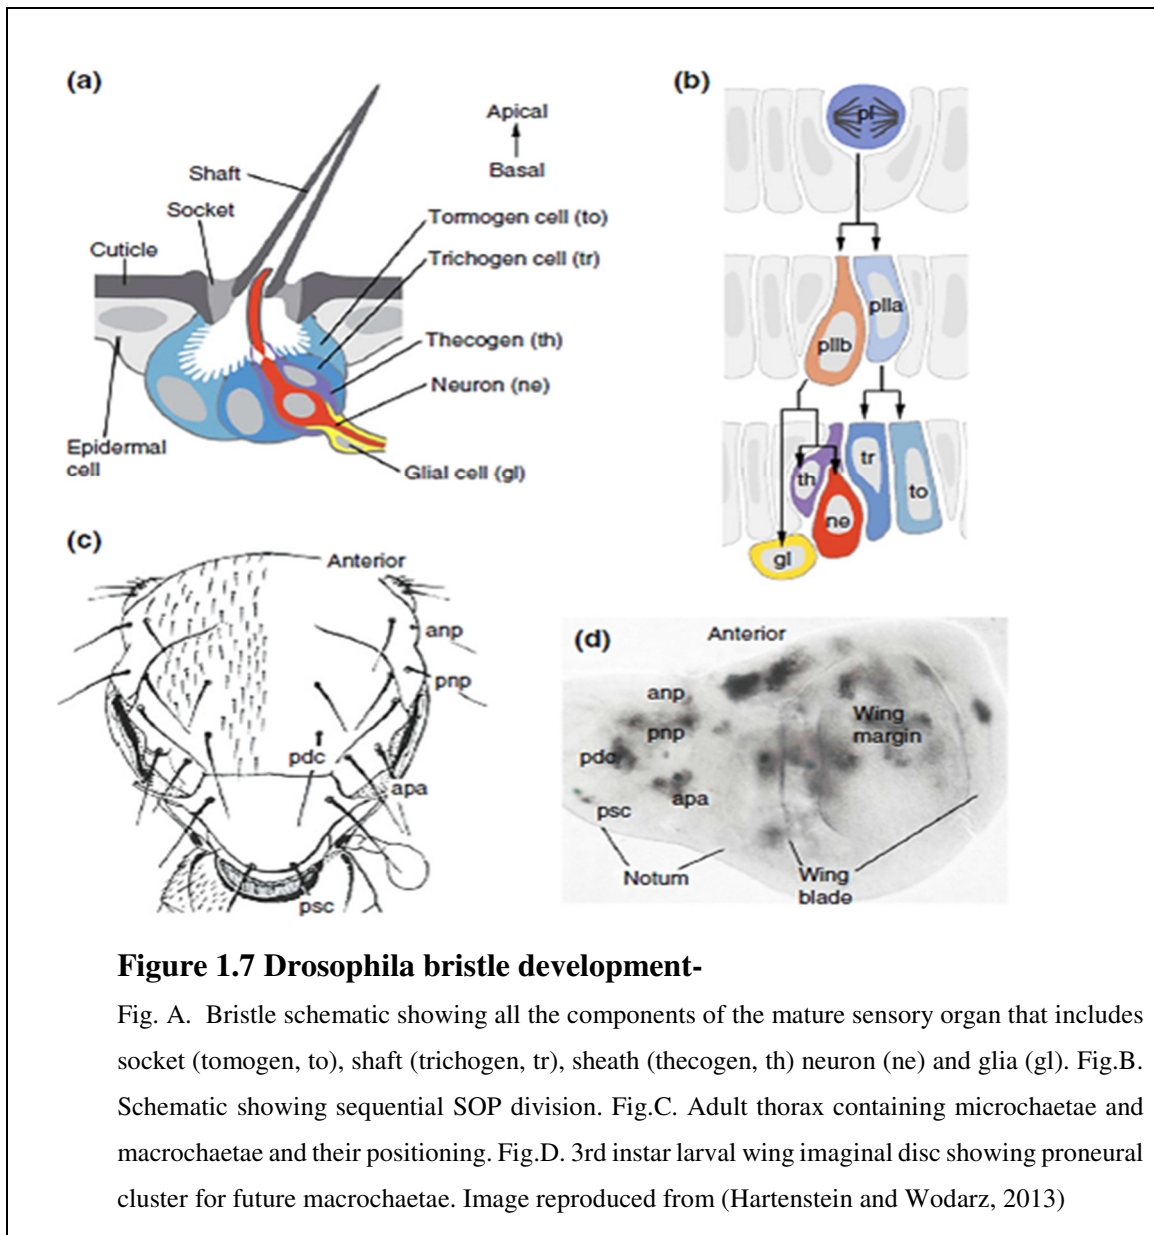 (a)
Apical
Basal
Shaft
Socket
Cuticle
Tormogen cell (to)
Trichogen cell (tr)
Thecogen (th)
Neuron (ne)
Epidermal
cell
Glial cell (gl)
(b)
pI
pIIa
pIIb
th
tr
to
ne
gl
(c)
Anterior
anp
pnp
pdc
apa
psc
(d)
Anterior
anp
pnp
pdc
apa
psc
Wing
margin
Notum
Wing
blade
Figure 1.7 Drosophila bristle development-
Fig. A. Bristle schematic showing all the components of the mature sensory organ that includes
socket (tomogen, to), shaft (trichogen, tr), sheath (thecogen, th) neuron (ne) and glia (gl). Fig.B.
Schematic showing sequential SOP division. Fig.C. Adult thorax containing microchaetae and
macrochaetae and their positioning. Fig.D. 3rd instar larval wing imaginal disc showing proneural
cluster for future macrochaetae. Image reproduced from (Hartenstein and Wodarz, 2013)